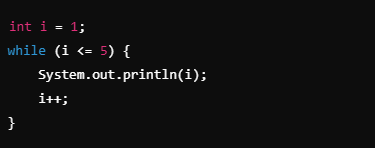 int i = 1;
while (i <= 5) {
    System.out.println(i);
    i++;
}